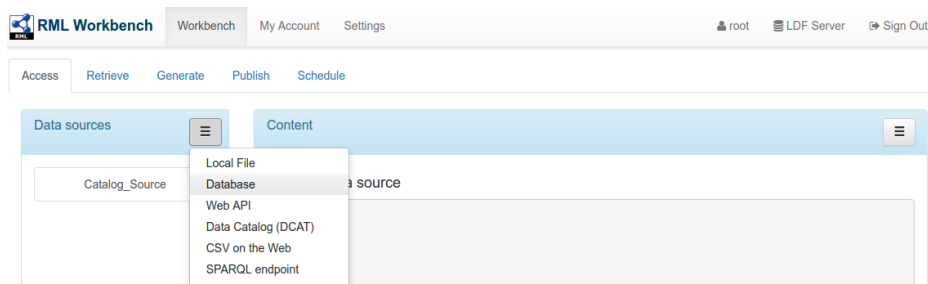 RML RML Workbench Workbench My Account Settings root LDF Server Sign Out
Access Retrieve Generate Publish Schedule
Data sources Content
Local File
Catalog_Source Database a source
Web API
Data Catalog (DCAT)
CSV on the Web
SPARQL endpoint